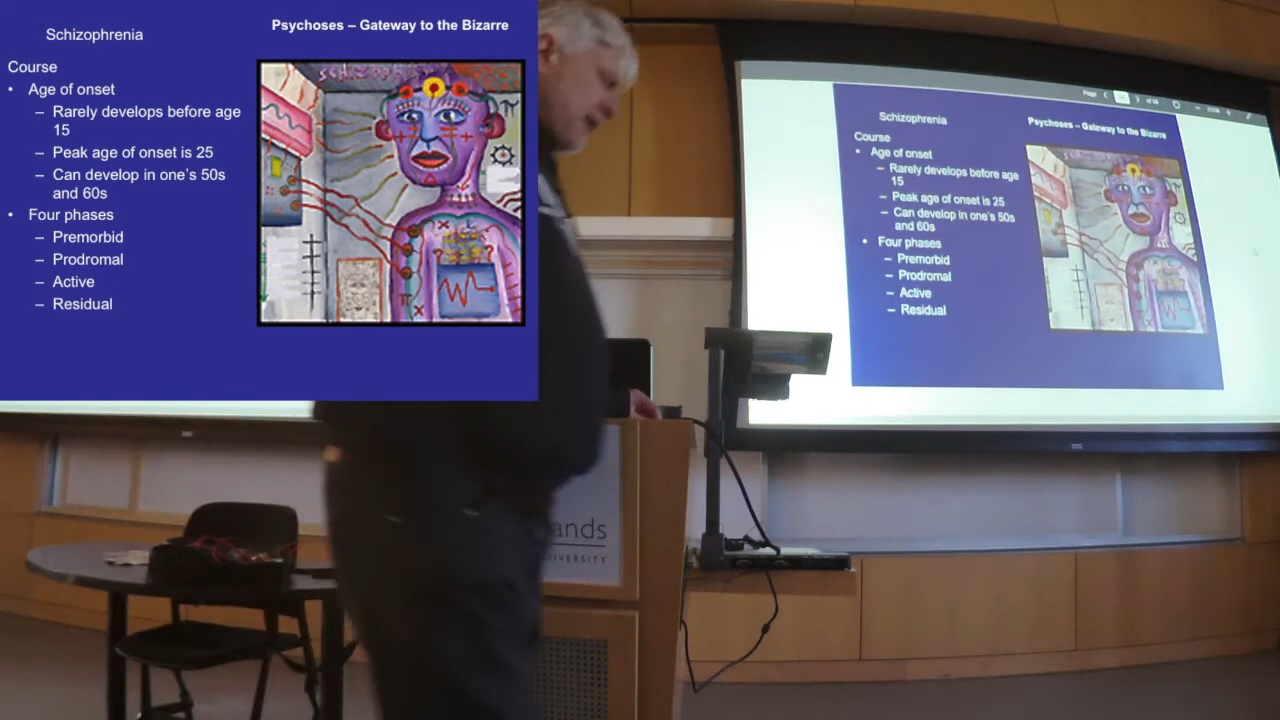 Psychoses – Gateway to the Bizarre
Schizophrenia
Course
• Age of onset
– Rarely develops before age
15
– Peak age of onset is 25
– Can develop in one's 50s
and 60s
• Four phases
– Premorbid
– Prodromal
– Active
– Residual
Page
Schizophrenia
Psychoses – Gateway to the Bizarre
Course
• Age of onset
– Rarely develops before age
15
– Peak age of onset is 25
– Can develop in one's 50s
and 60s
• Four phases
– Premorbid
– Prodromal
– Active
– Residual
ands
IVERSITY